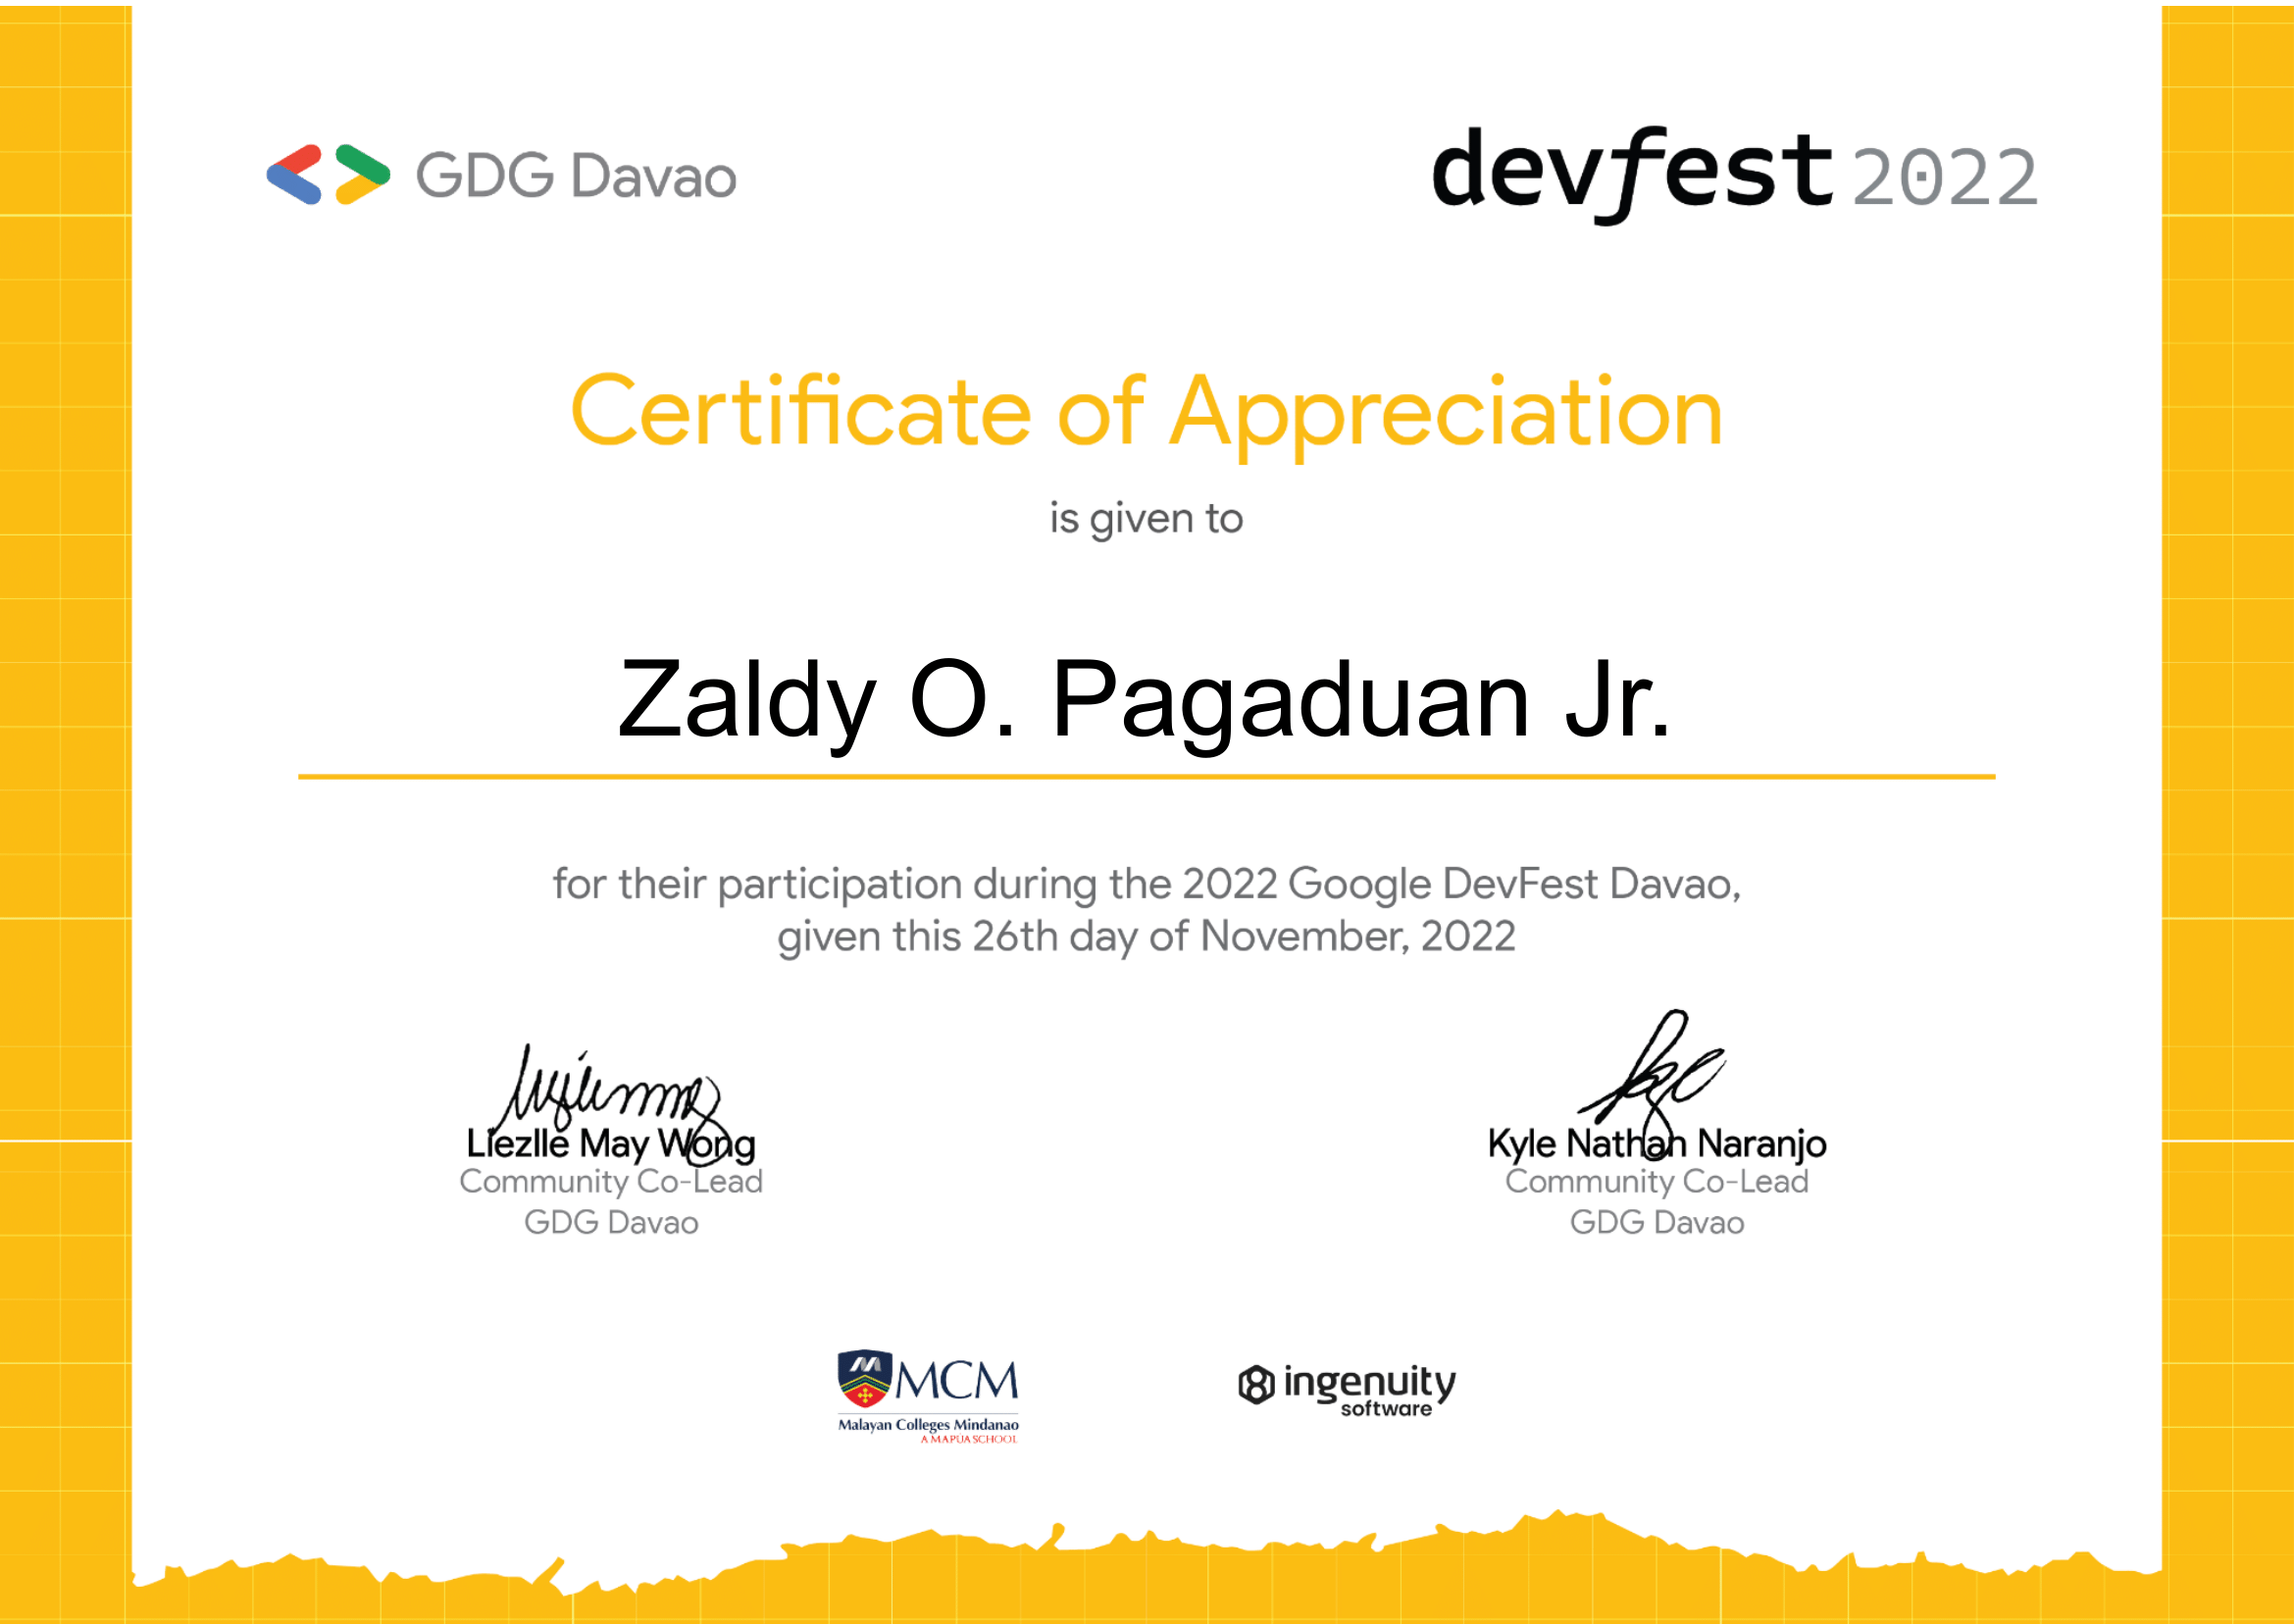 GDG Davao
devfest 2022
Certificate of Appreciation
is given to
Zaldy O. Pagaduan Jr.
for their participation during the 2022 Google DevFest Davao,
given this 26th day of November, 2022
Liezlle May Wong
Community Co-Lead
GDG Davao
Kyle Nathan Naranjo
Community Co-Lead
GDG Davao
MCM
Malayan Colleges Mindanao
A MAPUA SCHOOL
ingenuity
software